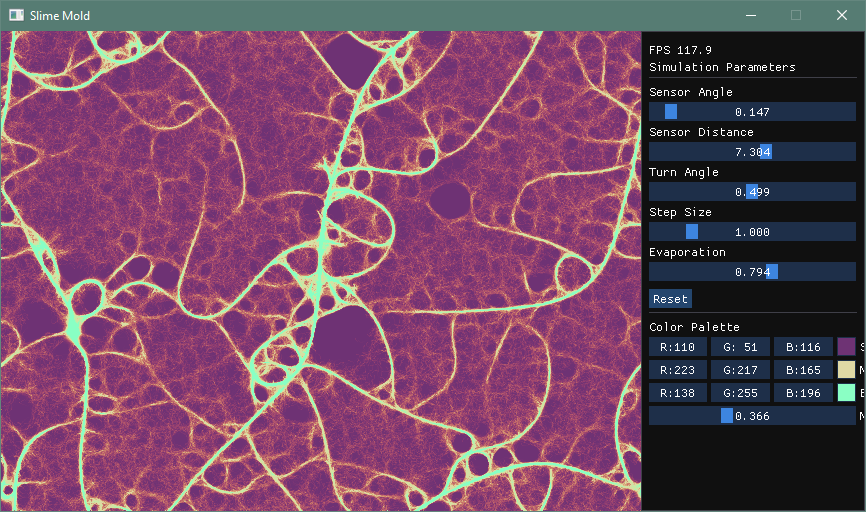 Slime Mold
FPS 117.9
Simulation Parameters
Sensor Angle
0.147
Sensor Distance
7.304
Turn Angle
0.499
Step Size
1.000
Evaporation
0.794
Reset
Color Palette
R:110 G: 51 B:116
R:223 G:217 B:165
R:138 G:255 B:196
0.366